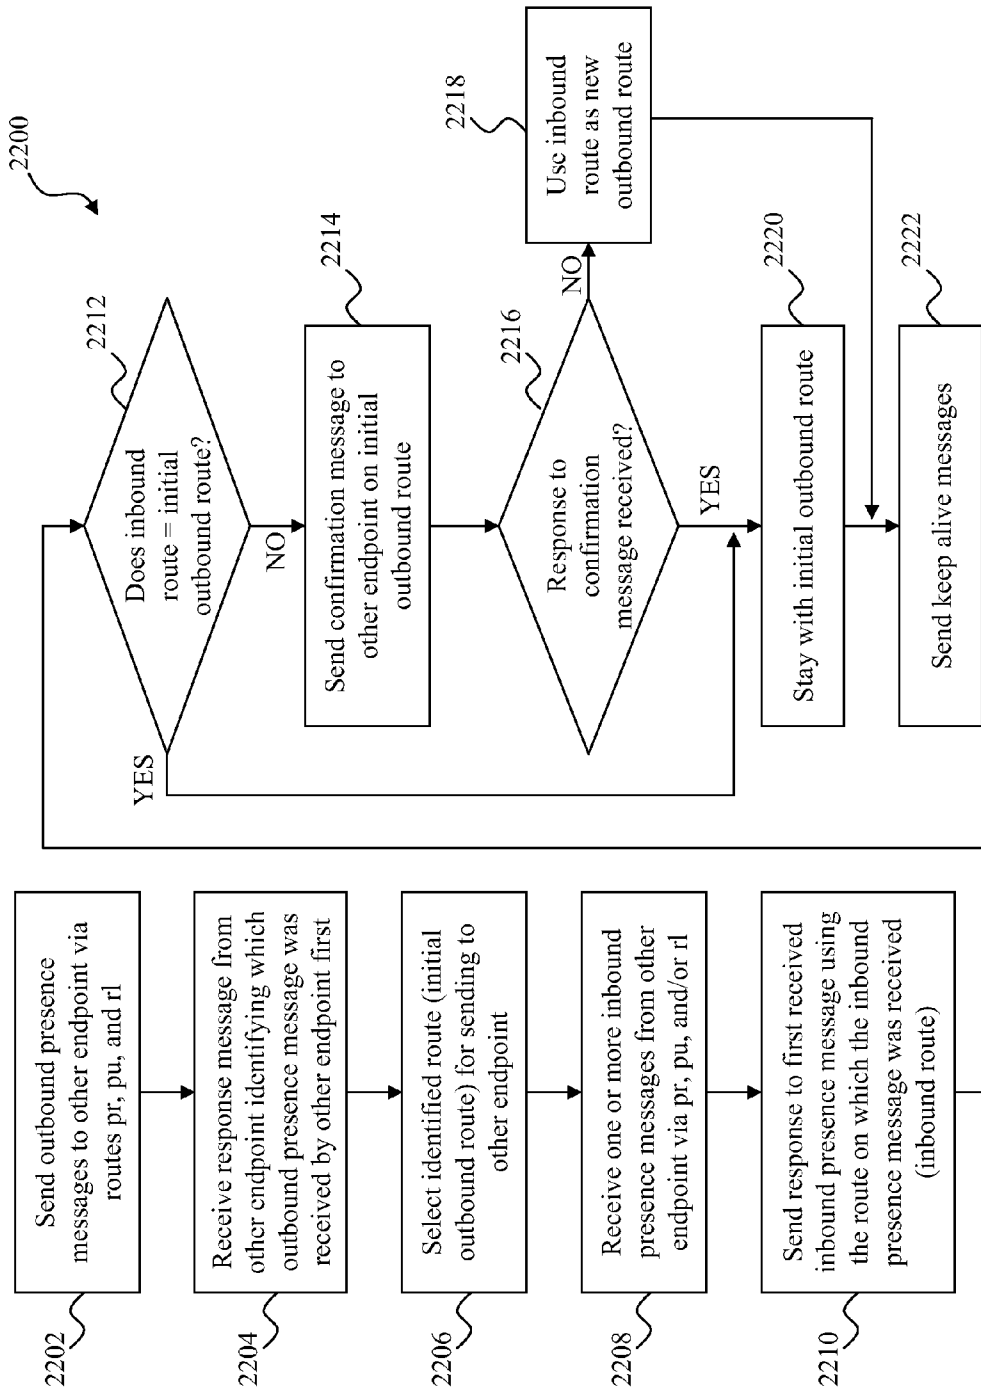 2200
2202
Send outbound presence
messages to other endpoint via
routes pr, pu, and rl
2204
Receive response message from
other endpoint identifying which
outbound presence message was
received by other endpoint first
2206
Select identified route (initial
outbound route) for sending to
other endpoint
2208
Receive one or more inbound
presence messages from other
endpoint via pr, pu, and/or rl
2210
Send response to first received
inbound presence message using
the route on which the inbound
presence message was received
(inbound route)
2212
Does inbound
route = initial
outbound route?
YES
NO
2214
Send confirmation message to
other endpoint on initial
outbound route
2216
Response to
confirmation
message received?
NO
YES
2218
Use inbound
route as new
outbound route
2220
Stay with initial outbound route
2222
Send keep alive messages